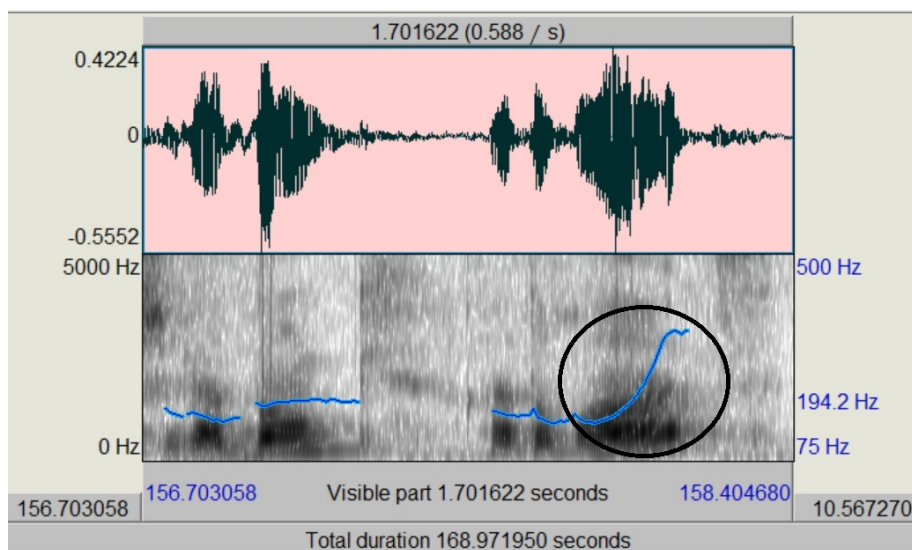 1.701622 (0.588 / s)
0.4224
0
-0.5552
5000 Hz 500 Hz
194.2 Hz
0 Hz 75 Hz
156.703058 Visible part 1.701622 seconds 158.404680
156.703058 10.567270
Total duration 168.971950 seconds